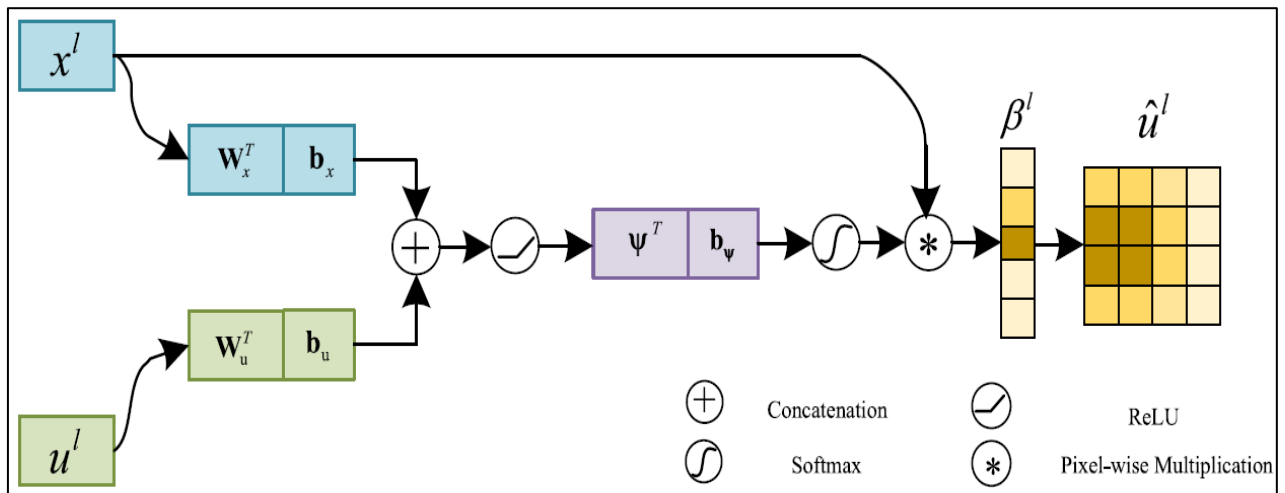 x^l
β^l
û^l
W_x^T b_x
+
ψ^T b_ψ
*
W_u^T b_u
u^l
+ Concatenation
ReLU
Softmax
* Pixel-wise Multiplication